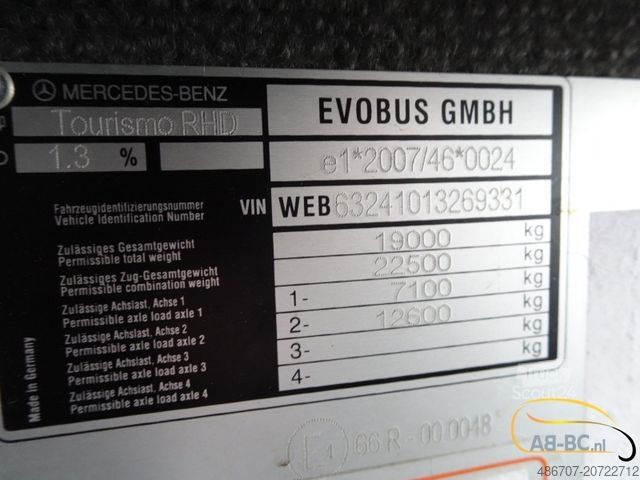 MERCEDES-BENZ
EVOBUS GMBH
Tourismo RHD
1.3 %
e1*2007/46*0024
Fahrzeugidentifizierungsnummer
Vehicle Identification Number
VIN WEB63241013269331
Zulässiges Gesamtgewicht
Permissible total weight
19000 kg
Zulässiges Zug-Gesamtgewicht
Permissible combination weight
22500 kg
Zulässige Achslast, Achse 1
Permissible axle load axle 1
1- 7100 kg
Zulässige Achslast, Achse 2
Permissible axle load axle 2
2- 12600 kg
Zulässige Achslast, Achse 3
Permissible axle load axle 3
3- kg
Zulässige Achslast, Achse 4
Permissible axle load axle 4
4-
Made in Germany
E1 66 R - 00 0048
Scout24
AB-BC.nl
486707-20722712